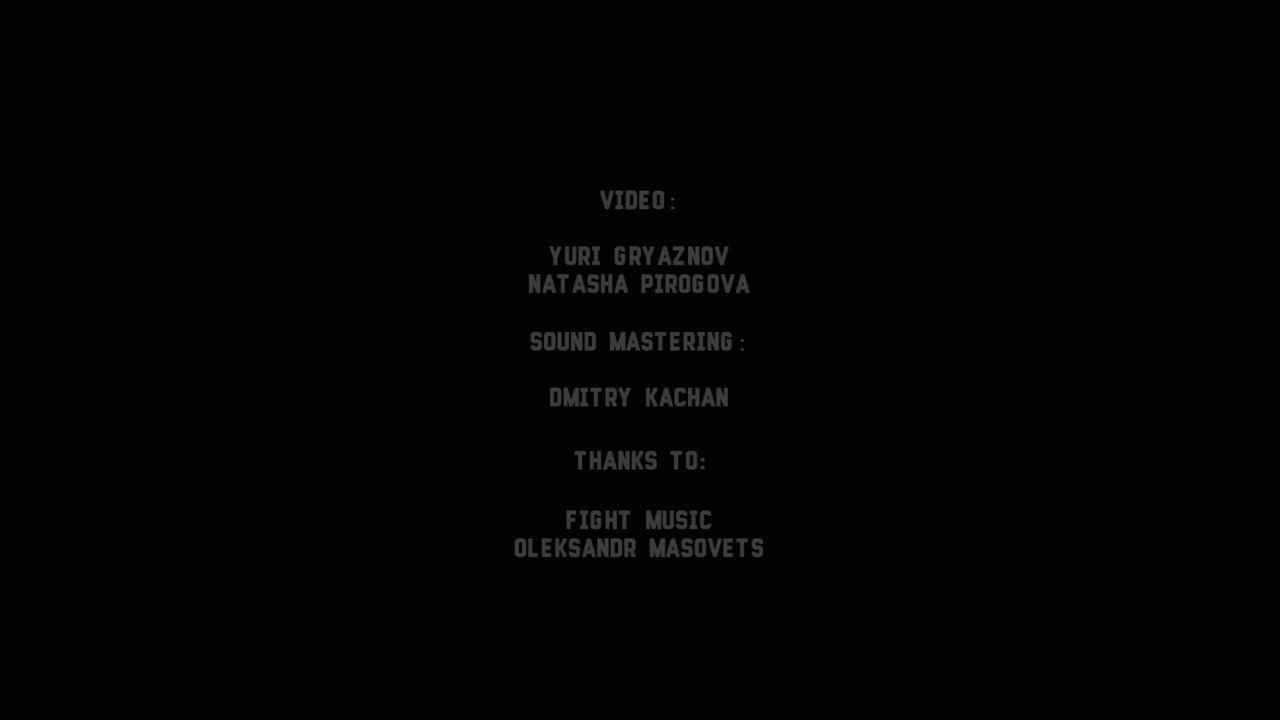 VIDEO:
YURI GRYAZNOV
NATASHA PIROGOVA
SOUND MASTERING:
DMITRY KACHAN
THANKS TO:
FIGHT MUSIC
OLEKSANDR MASOVETS